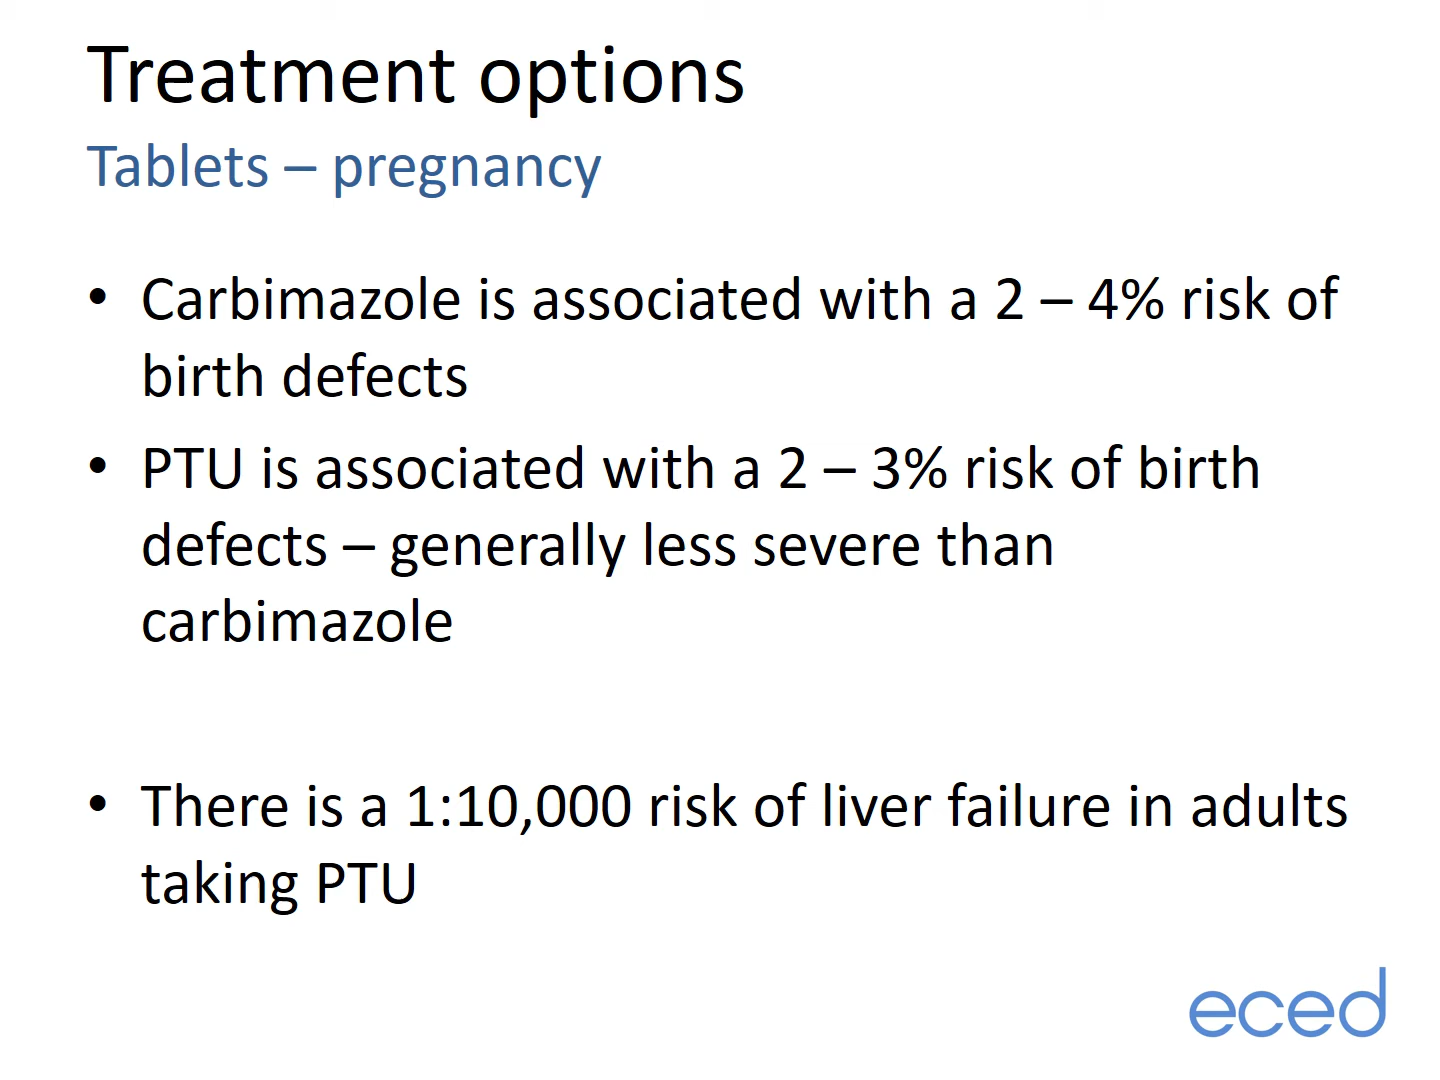 Treatment options
Tablets – pregnancy
• Carbimazole is associated with a 2 – 4% risk of
birth defects
• PTU is associated with a 2 – 3% risk of birth
defects – generally less severe than
carbimazole
• There is a 1:10,000 risk of liver failure in adults
taking PTU
eced